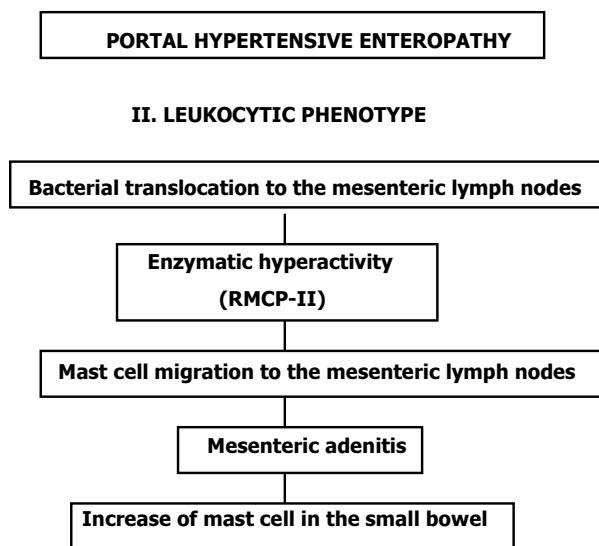 PORTAL HYPERTENSIVE ENTEROPATHY
II. LEUKOCYTIC PHENOTYPE
Bacterial translocation to the mesenteric lymph nodes
Enzymatic hyperactivity
(RMCP-II)
Mast cell migration to the mesenteric lymph nodes
Mesenteric adenitis
Increase of mast cell in the small bowel